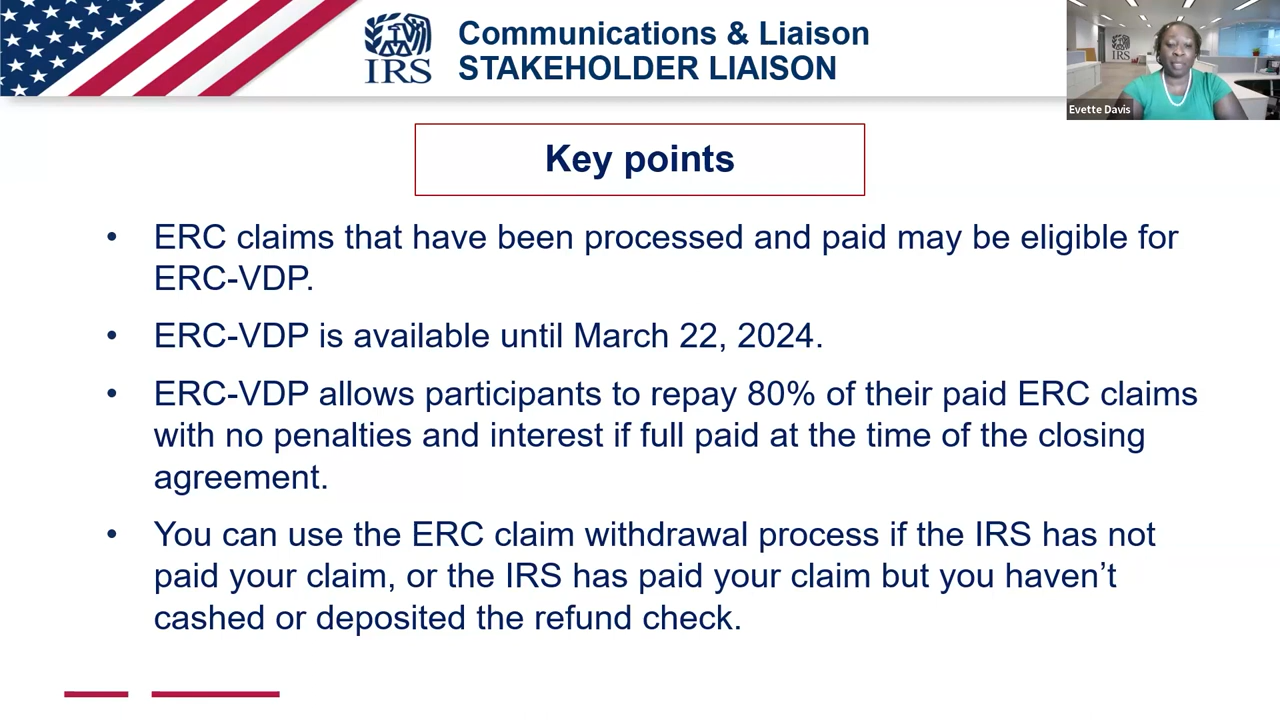 IRS
Communications & Liaison
STAKEHOLDER LIAISON
IRS
Evette Davis
Key points
• ERC claims that have been processed and paid may be eligible for
ERC-VDP.
• ERC-VDP is available until March 22, 2024.
• ERC-VDP allows participants to repay 80% of their paid ERC claims
with no penalties and interest if full paid at the time of the closing
agreement.
• You can use the ERC claim withdrawal process if the IRS has not
paid your claim, or the IRS has paid your claim but you haven’t
cashed or deposited the refund check.